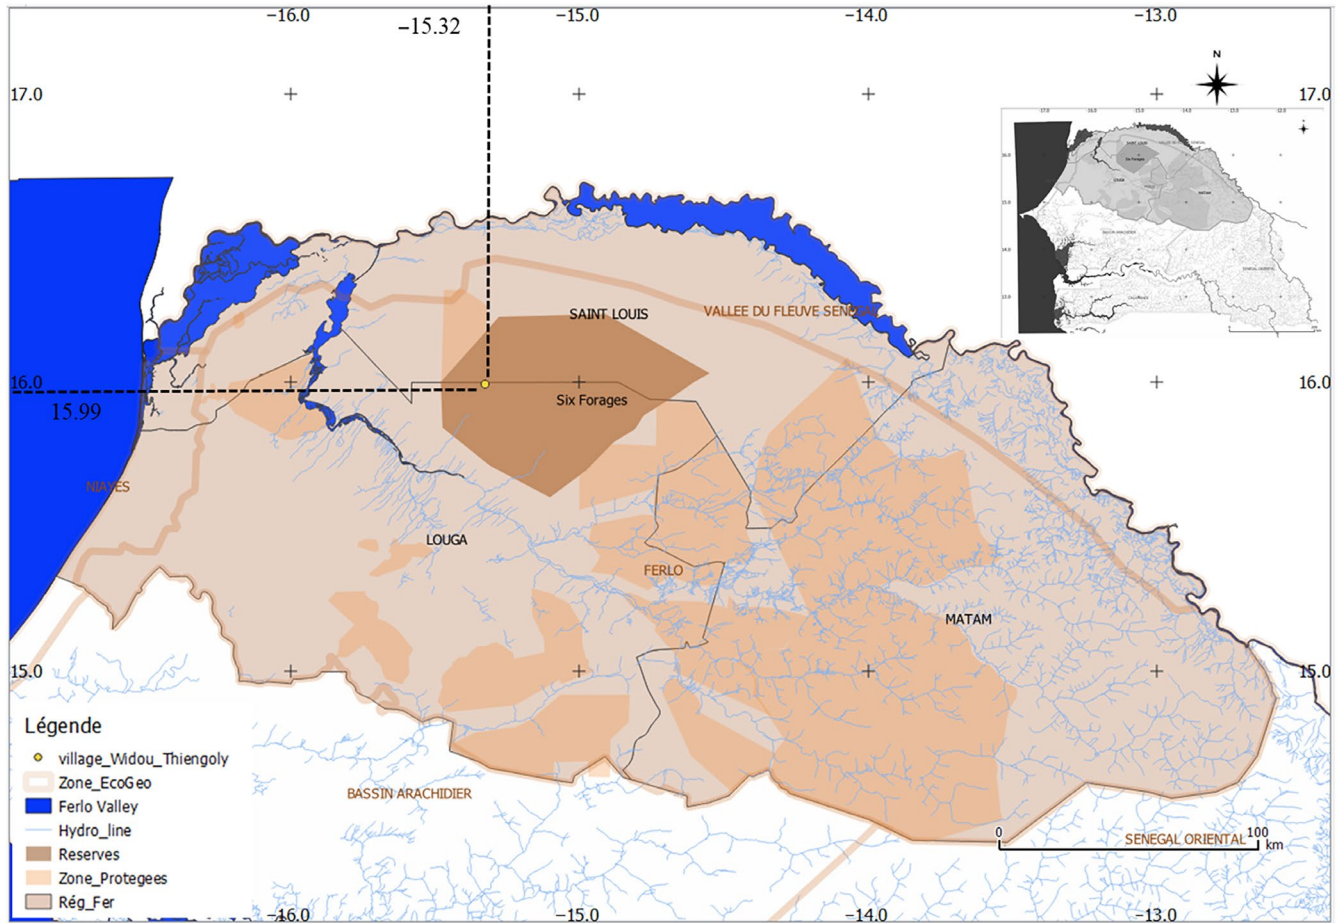 −16.0 −15.0 −14.0 −13.0
−15.32
N
17.0 17.0
SAINT LOUIS
VALLEE DU FLEUVE SENEGAL
16.0 16.0
15.99
Six Forages
NIAYES
LOUGA
FERLO
MATAM
15.0 15.0
Légende
village_Widou_Thiengoly
Zone_EcoGeo
Ferlo Valley
Hydro_line
Reserves
Zone_Protegees
Rég_Fer
BASSIN ARACHIDIER
0 100
km
SENEGAL ORIENTAL
−16.0 −15.0 −14.0 −13.0